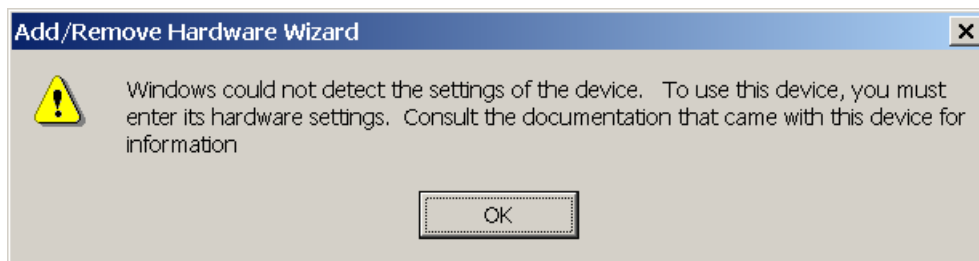 Add/Remove Hardware Wizard
Windows could not detect the settings of the device.   To use this device, you must
enter its hardware settings.  Consult the documentation that came with this device for
information
OK